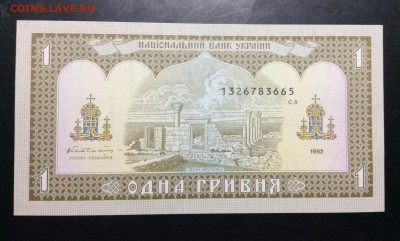 COINS.LAVE.RU
НАЦІОНАЛЬНИЙ БАНК УКРАЇНИ
1 1
1326783665
СА
1992
1 1
ОДНА ГРИВНЯ